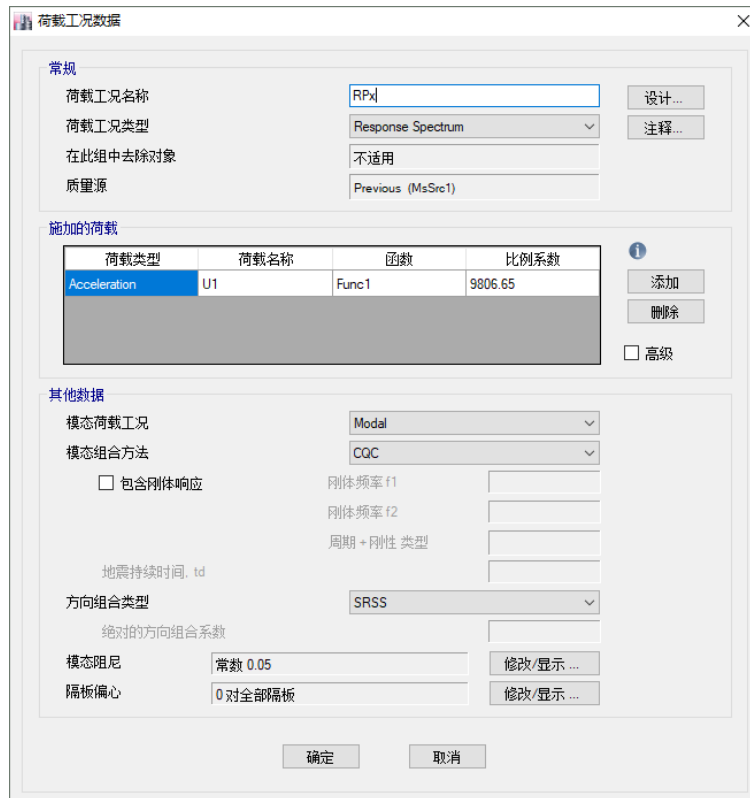 荷载工况数据
常规
荷载工况名称 RPx 设计...
荷载工况类型 Response Spectrum 注释...
在此组中去除对象 不适用
质量源 Previous (MsSrc1)
施加的荷载
荷载类型 荷载名称 函数 比例系数
Acceleration U1 Func1 9806.65
添加
删除
高级
其他数据
模态荷载工况 Modal
模态组合方法 CQC
包含刚体响应 刚体频率 f1
刚体频率 f2
周期 + 刚性 类型
地震持续时间, td
方向组合类型 SRSS
绝对的方向组合系数
模态阻尼 常数 0.05 修改/显示 ...
隔板偏心 0 对全部隔板 修改/显示 ...
确定 取消